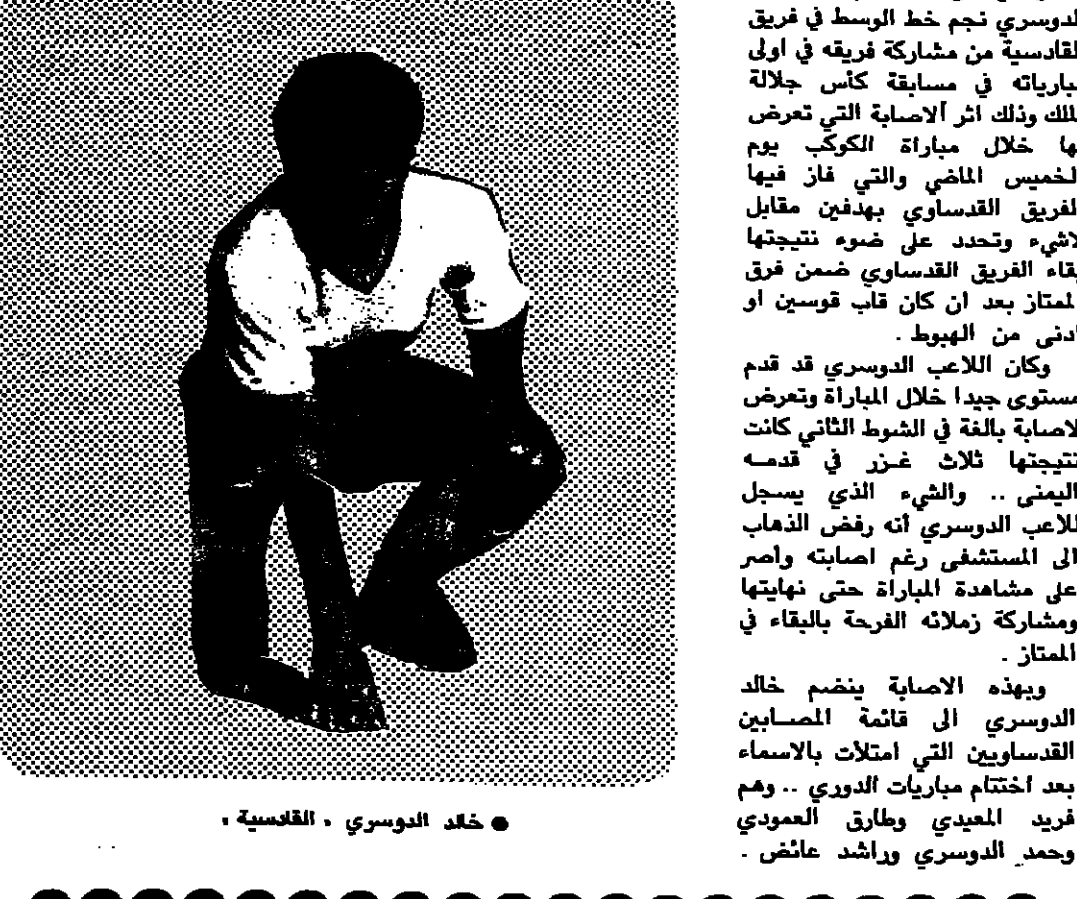 الدوسري نجم خط الوسط في فريق
القادسية من مشاركة فريقه في اولى
مبارياته في مسابقة كأس جلالة
الملك وذلك اثر ألاصابة التي تعرض
لها خلال مباراة الكوكب يوم
الخميس الماضي والتي فاز فيها
الفريق القدساوي بهدفين مقابل
لاشيء وتحدد على ضوء نتيجتها
بقاء الفريق القدساوي ضمن فرق
الممتاز بعد ان كان قاب قوسين او
ادنى من الهبوط .
وكان اللاعب الدوسري قد قدم
مستوى جيدا خلال المباراة وتعرض
لاصابة بالغة في الشوط الثاني كانت
نتيجتها ثلاث غـزر في قدمـه
اليمنى .. والشيء الذي يسجل
للاعب الدوسري أنه رفض الذهاب
الى المستشفى رغم اصابته وأصر
على مشاهدة المباراة حتى نهايتها
ومشاركة زملائه الفرحة بالبقاء في
الممتاز .
وبهذه الاصابة ينضم خالد
الدوسري الى قائمة المصـابين
القدساويين التي امتلأت بالاسماء
بعد اختتام مباريات الدوري .. وهم
فريد المعيدي وطارق العمودي
وحمد الدوسري وراشد عائض .
● خالد الدوسري ، القادسية ،